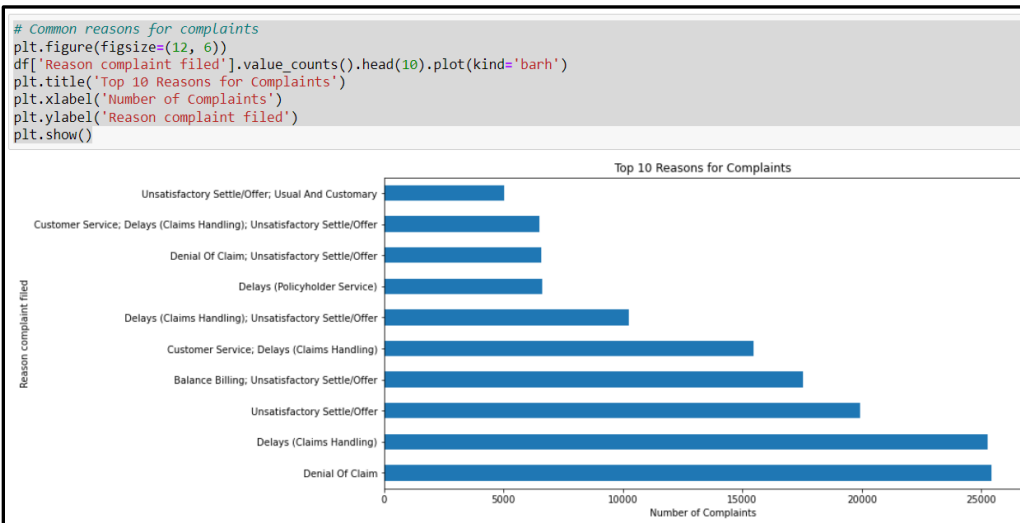 # Common reasons for complaints
plt.figure(figsize=(12, 6))
df['Reason complaint filed'].value_counts().head(10).plot(kind='barh')
plt.title('Top 10 Reasons for Complaints')
plt.xlabel('Number of Complaints')
plt.ylabel('Reason complaint filed')
plt.show()
Top 10 Reasons for Complaints
Reason complaint filed
Unsatisfactory Settle/Offer; Usual And Customary
Customer Service; Delays (Claims Handling); Unsatisfactory Settle/Offer
Denial Of Claim; Unsatisfactory Settle/Offer
Delays (Policyholder Service)
Delays (Claims Handling); Unsatisfactory Settle/Offer
Customer Service; Delays (Claims Handling)
Balance Billing; Unsatisfactory Settle/Offer
Unsatisfactory Settle/Offer
Delays (Claims Handling)
Denial Of Claim
0 5000 10000 15000 20000 25000
Number of Complaints